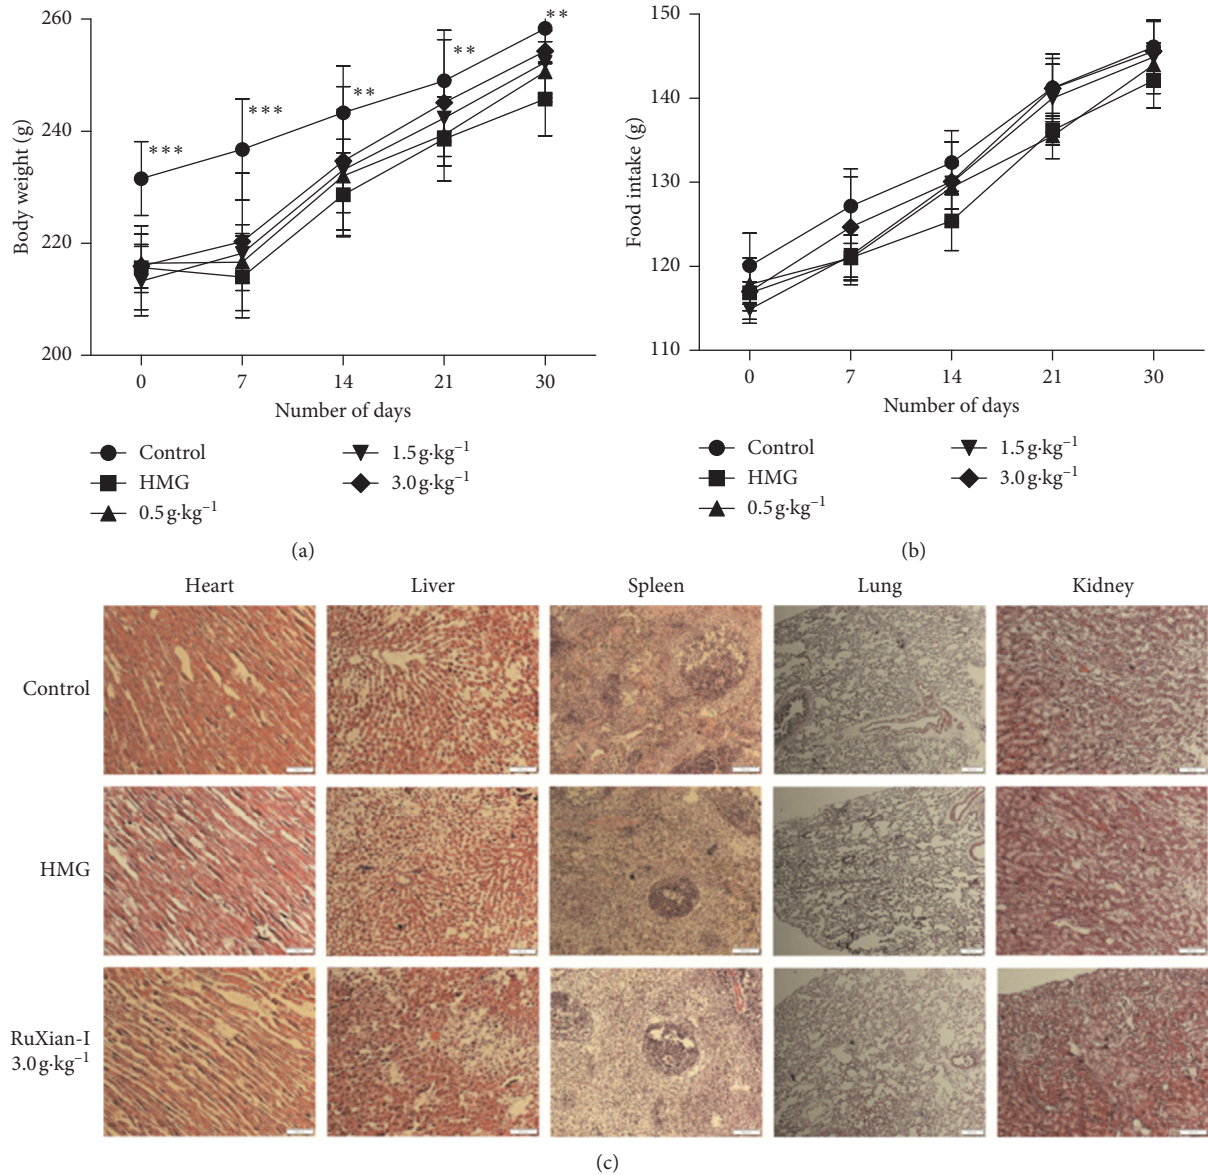 260
240
220
200
Body weight (g)
***
***
**
**
**
0 7 14 21 30
Number of days
Control
HMG
0.5 g·kg⁻¹
1.5 g·kg⁻¹
3.0 g·kg⁻¹
(a)
150
140
130
120
110
Food intake (g)
0 7 14 21 30
Number of days
Control
HMG
0.5 g·kg⁻¹
1.5 g·kg⁻¹
3.0 g·kg⁻¹
(b)
Heart Liver Spleen Lung Kidney
Control
HMG
RuXian-I
3.0 g·kg⁻¹
(c)